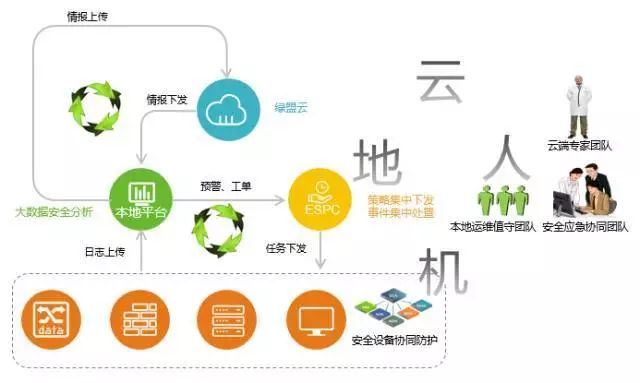 情报上传
云
情报下发
绿盟云
云端专家团队
地
人
预警、工单
大数据安全分析
本地平台
ESPC
策略集中下发
事件集中处置
本地运维值守团队
安全应急协同团队
日志上传
任务下发
机
data
安全设备协同防护